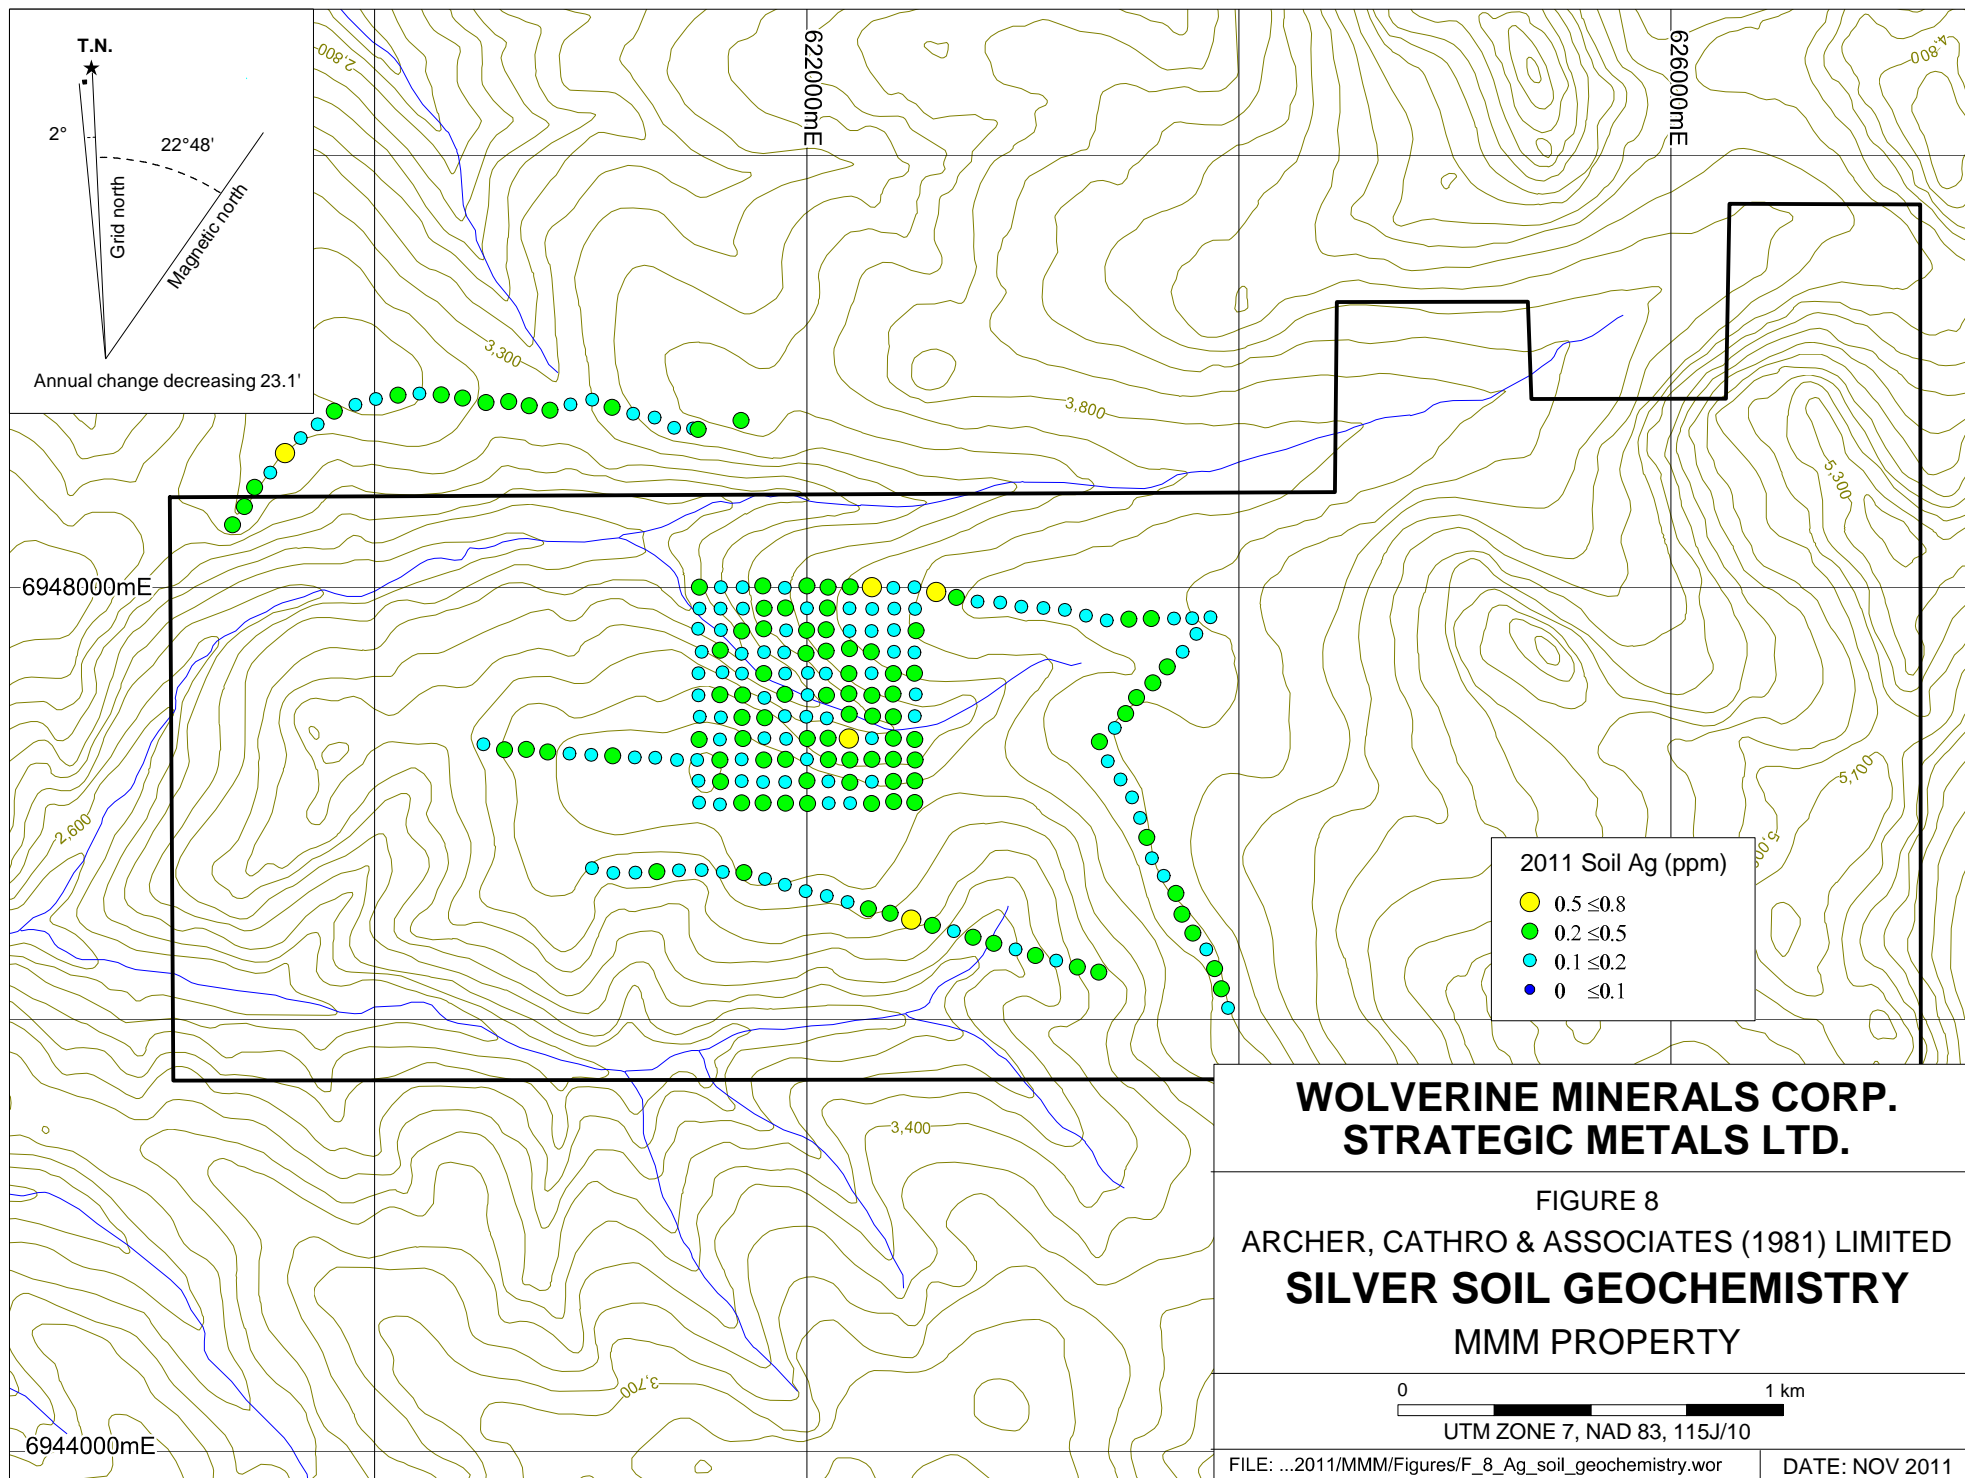 T.N.
2°
22°48'
Grid north
Magnetic north
Annual change decreasing 23.1'
622000mE
626000mE
2,800
4,800
3,300
3,800
5,300
6948000mE
2,600
5,100
5,000
2011 Soil Ag (ppm)
0.5 ≤0.8
0.2 ≤0.5
0.1 ≤0.2
0 ≤0.1
3,400
3,700
6944000mE
WOLVERINE MINERALS CORP.
STRATEGIC METALS LTD.
FIGURE 8
ARCHER, CATHRO & ASSOCIATES (1981) LIMITED
SILVER SOIL GEOCHEMISTRY
MMM PROPERTY
0 1 km
UTM ZONE 7, NAD 83, 115J/10
FILE: ...2011/MMM/Figures/F_8_Ag_soil_geochemistry.wor
DATE: NOV 2011